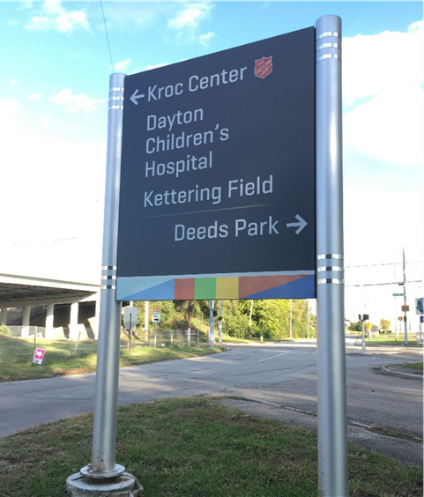 ← Kroc Center
Dayton
Children's
Hospital
Kettering Field
Deeds Park →